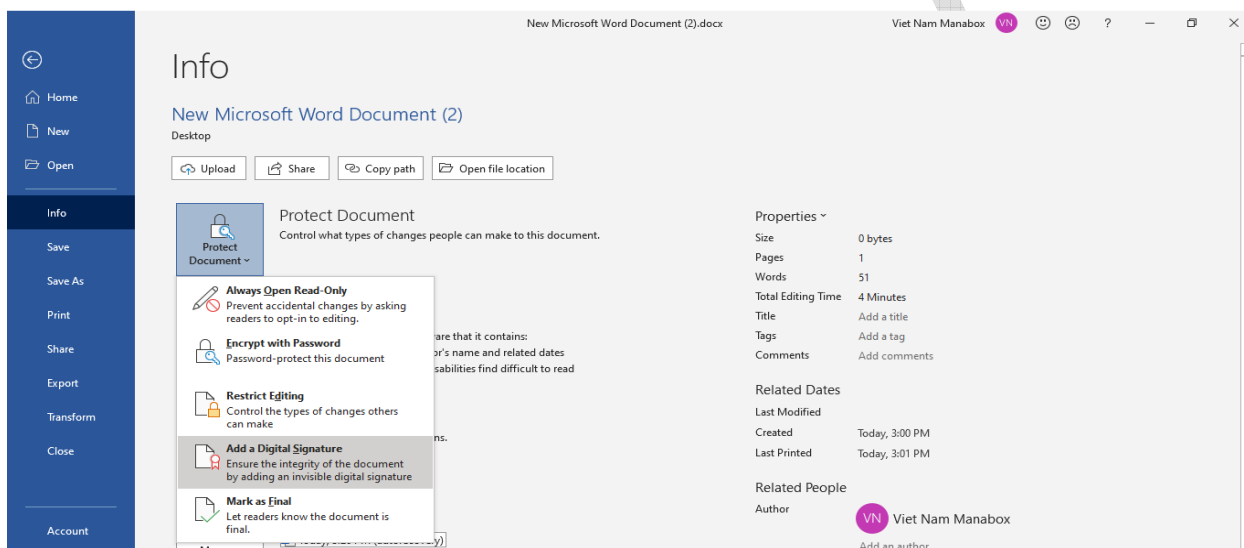 New Microsoft Word Document (2).docx
Viet Nam Manabox
VN
?
Info
Home
New
Open
Info
Save
Save As
Print
Share
Export
Transform
Close
Account
New Microsoft Word Document (2)
Desktop
Upload
Share
Copy path
Open file location
Protect
Document
Protect Document
Control what types of changes people can make to this document.
Always Open Read-Only
Prevent accidental changes by asking
readers to opt-in to editing.
Encrypt with Password
Password-protect this document
Restrict Editing
Control the types of changes others
can make
Add a Digital Signature
Ensure the integrity of the document
by adding an invisible digital signature
Mark as Final
Let readers know the document is
final.
are that it contains:
or's name and related dates
sabilities find difficult to read
ns.
Properties
Size 0 bytes
Pages 1
Words 51
Total Editing Time 4 Minutes
Title Add a title
Tags Add a tag
Comments Add comments
Related Dates
Last Modified
Created Today, 3:00 PM
Last Printed Today, 3:01 PM
Related People
Author
VN Viet Nam Manabox
Add an author